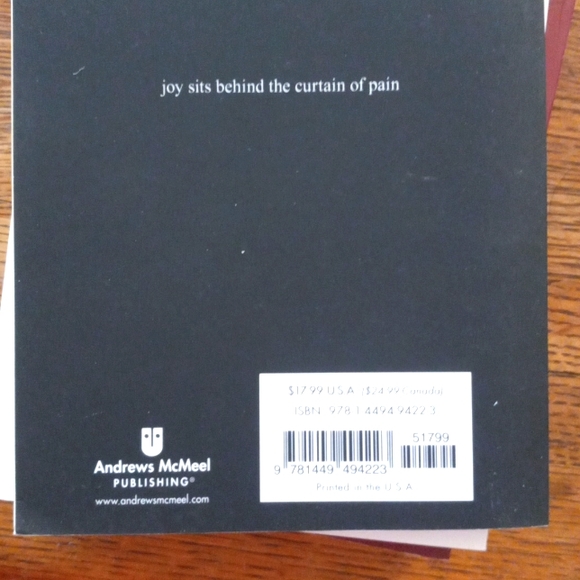 joy sits behind the curtain of pain
$17.99 U.S.A. ($24.99 Canada)
ISBN: 978-1-4494-9422-3
51799
9 781449 494223
Printed in the U.S.A.
Andrews McMeel
PUBLISHING®
www.andrewsmcmeel.com